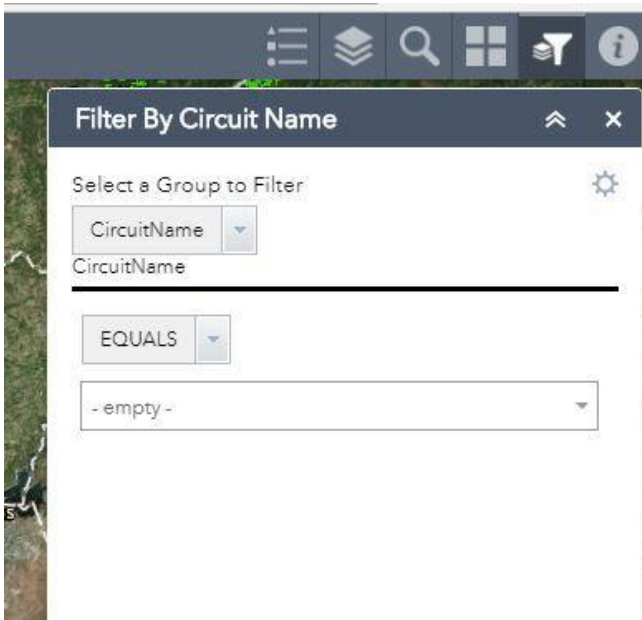 Filter By Circuit Name
Select a Group to Filter
CircuitName
CircuitName
EQUALS
- empty -
S